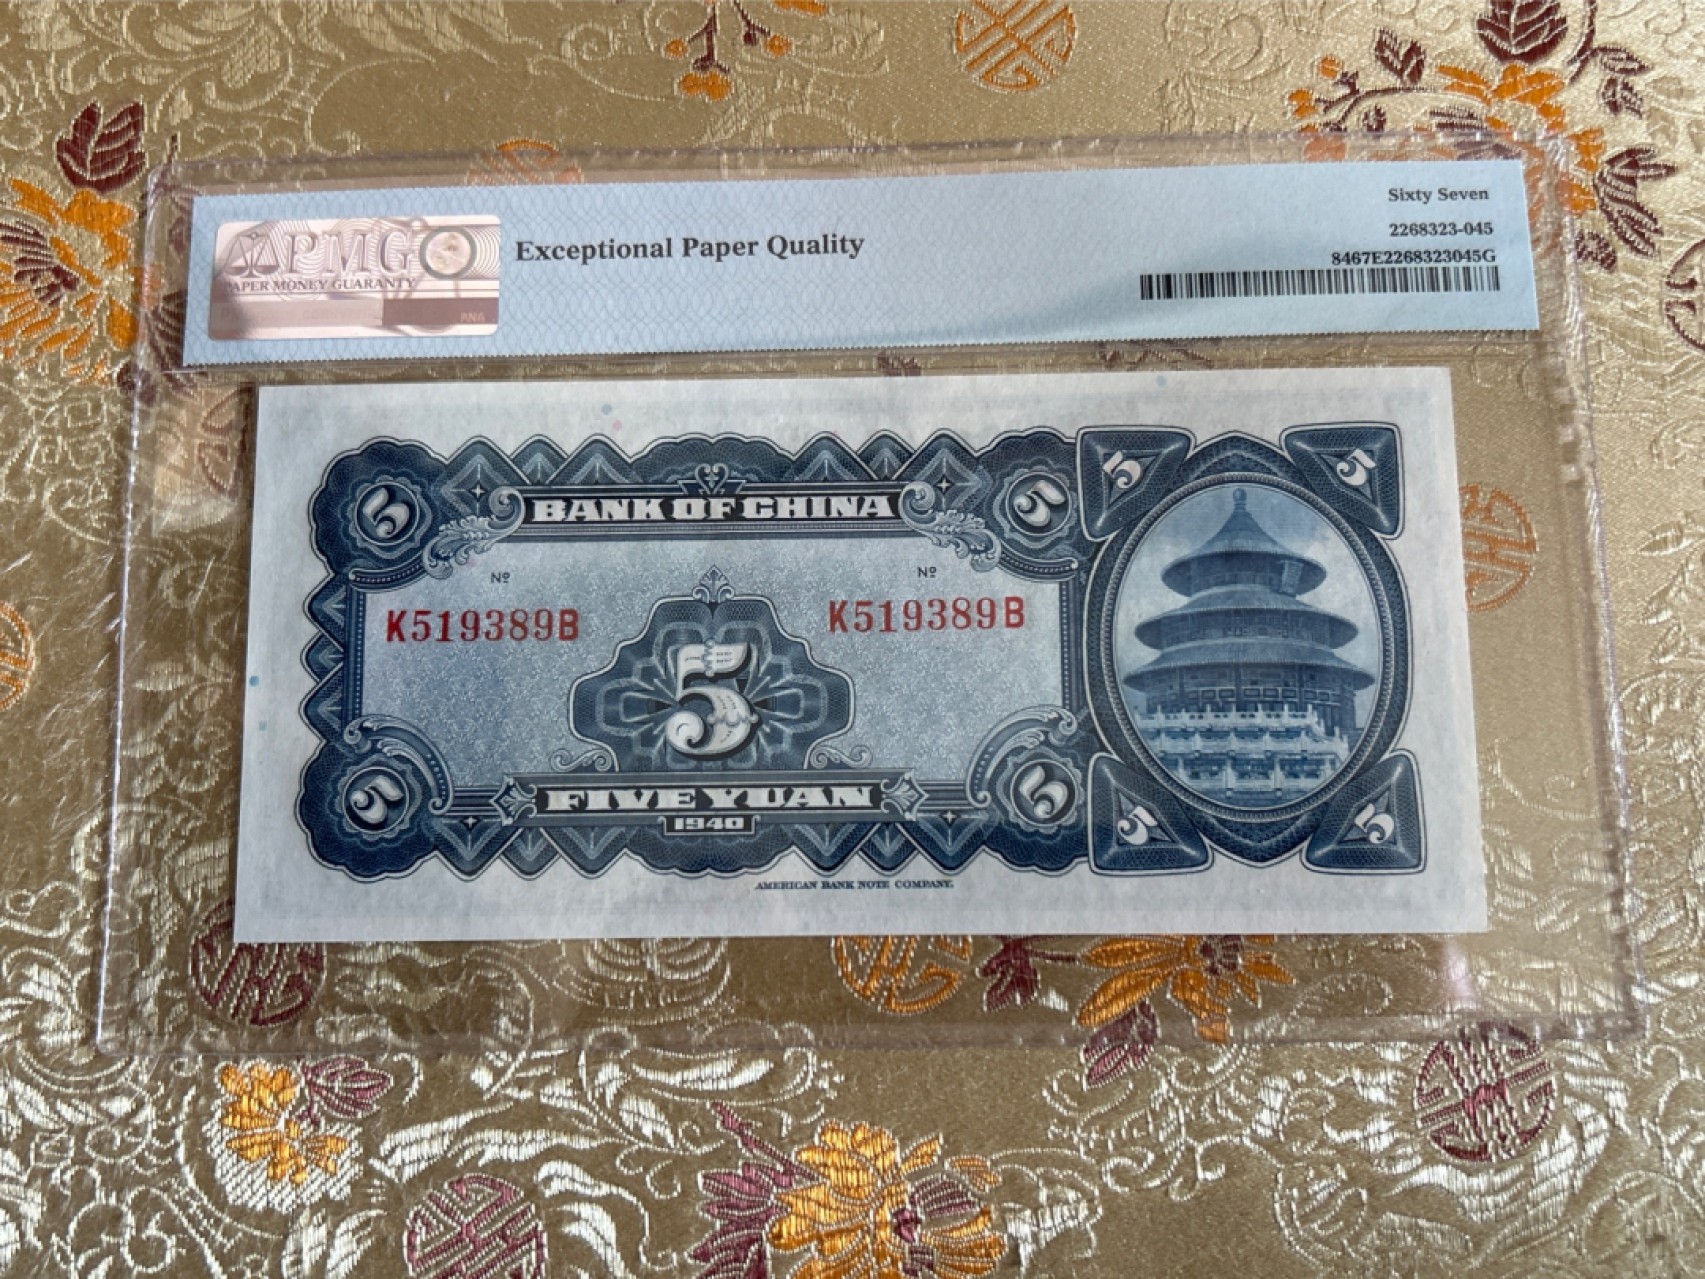 Sixty Seven
PMG
PAPER MONEY GUARANTY
ANA
Exceptional Paper Quality
2268323-045
8467E2268323045G
5 5 5 5
BANK OF CHINA
Nº Nº
K519389B K519389B
5
5 5 5 5
FIVE YUAN
1940
AMERICAN BANK NOTE COMPANY.